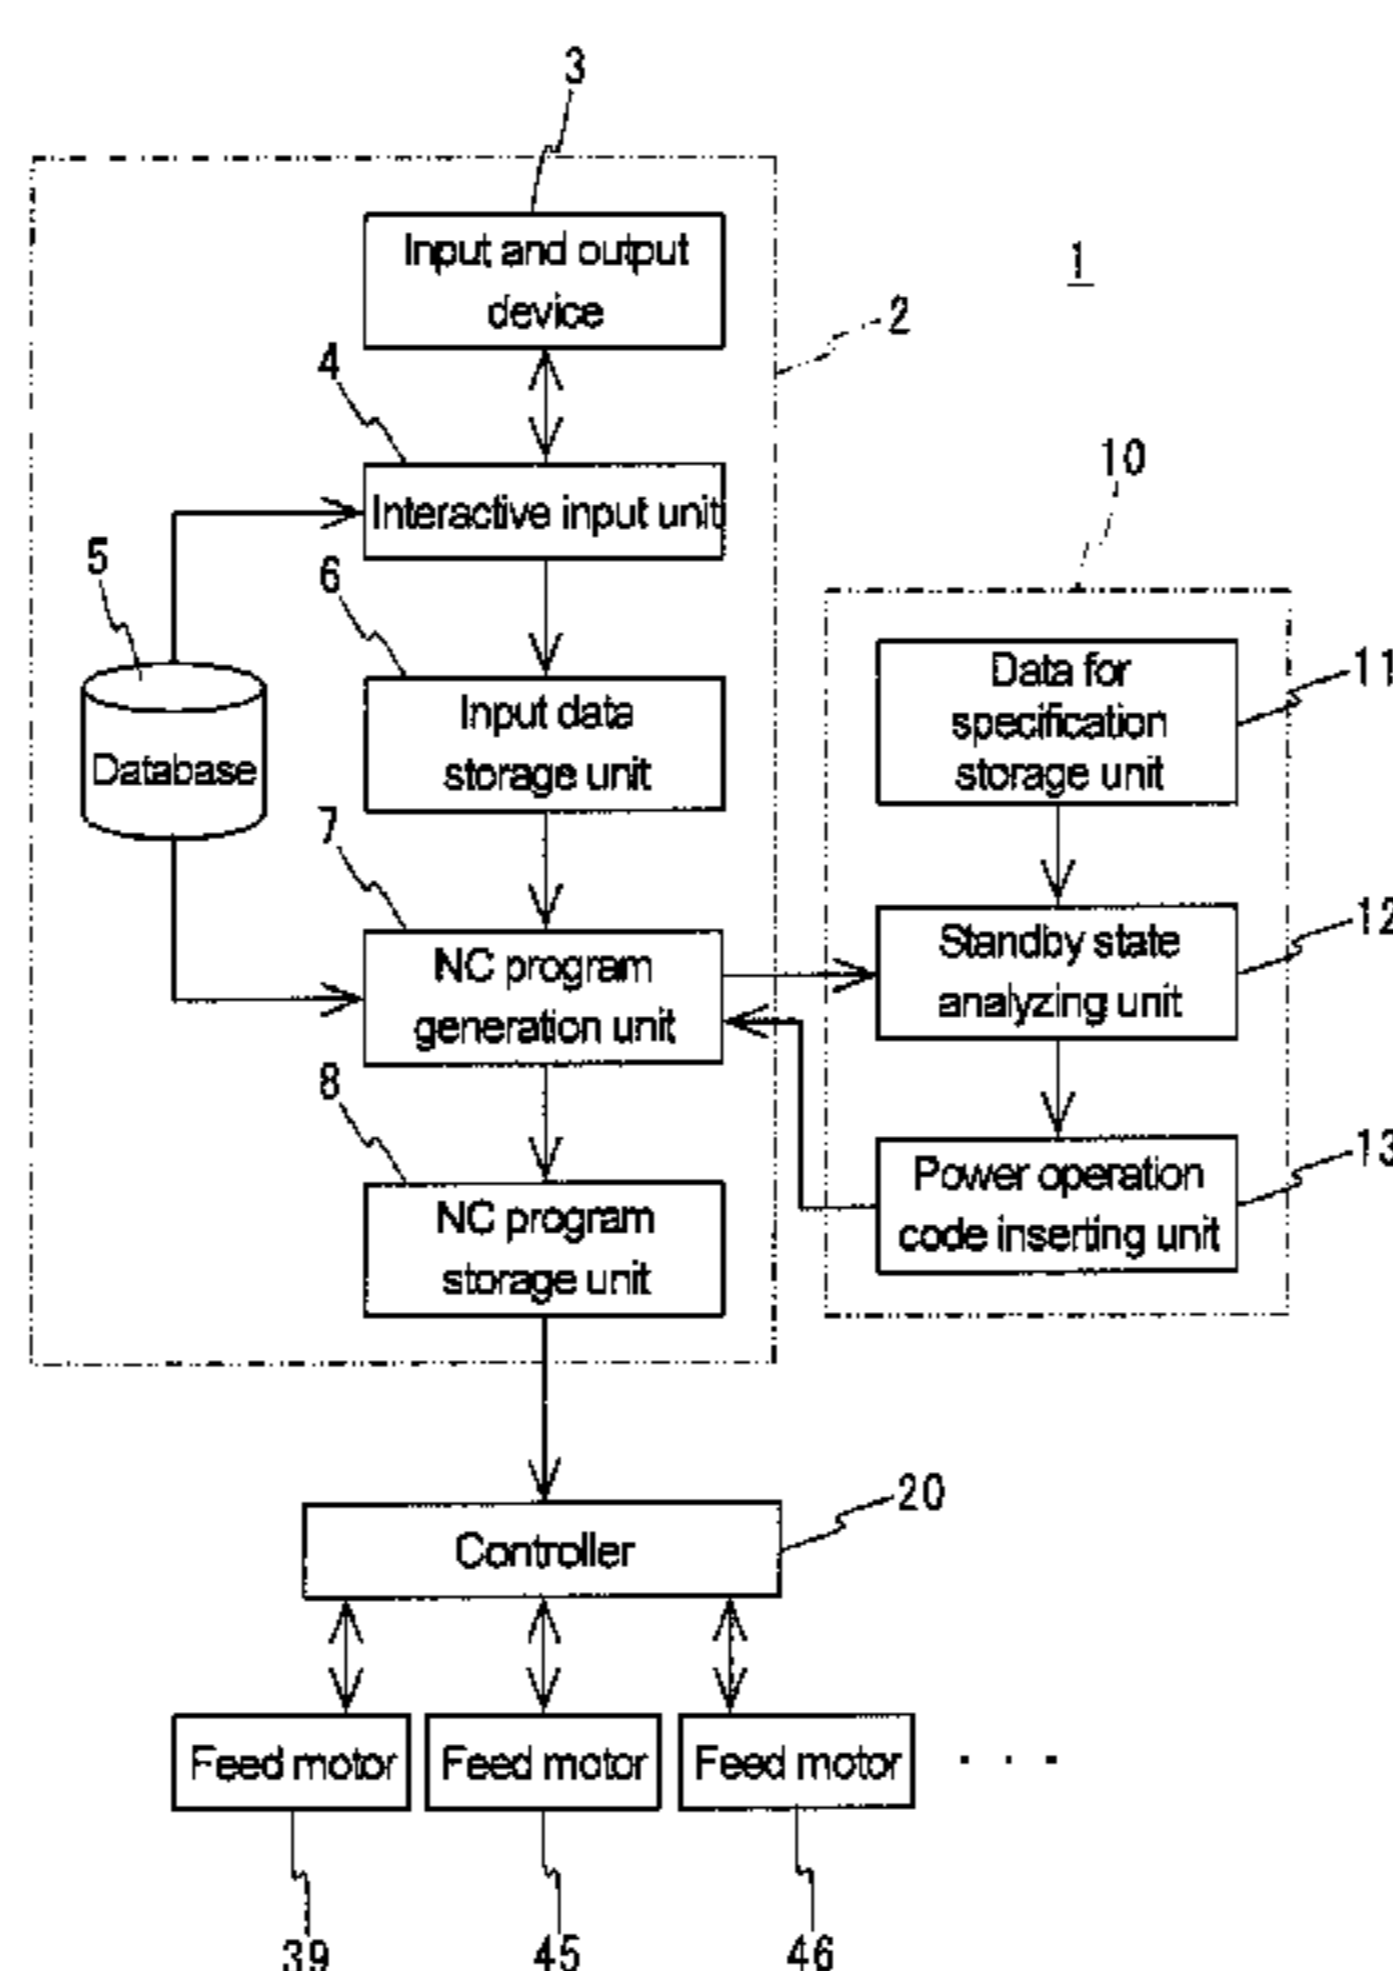 3
Input and output
device
1
2
4
Interactive input unit
10
5
6
Data for
specification
storage unit
11
Input data
storage unit
Database
7
12
Standby state
analyzing unit
NC program
generation unit
8
13
Power operation
code inserting unit
NC program
storage unit
20
Controller
Feed motor
Feed motor
Feed motor
. . .
39
45
46